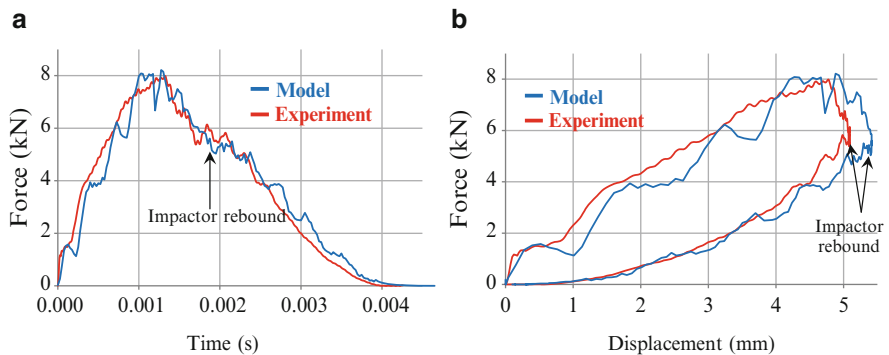 a
Force (kN)
8
6
4
2
0
0.000
0.001
0.002
0.003
0.004
Time (s)
Model
Experiment
Impactor rebound
b
Force (kN)
10
8
6
4
2
0
0
1
2
3
4
5
Displacement (mm)
Model
Experiment
Impactor
rebound